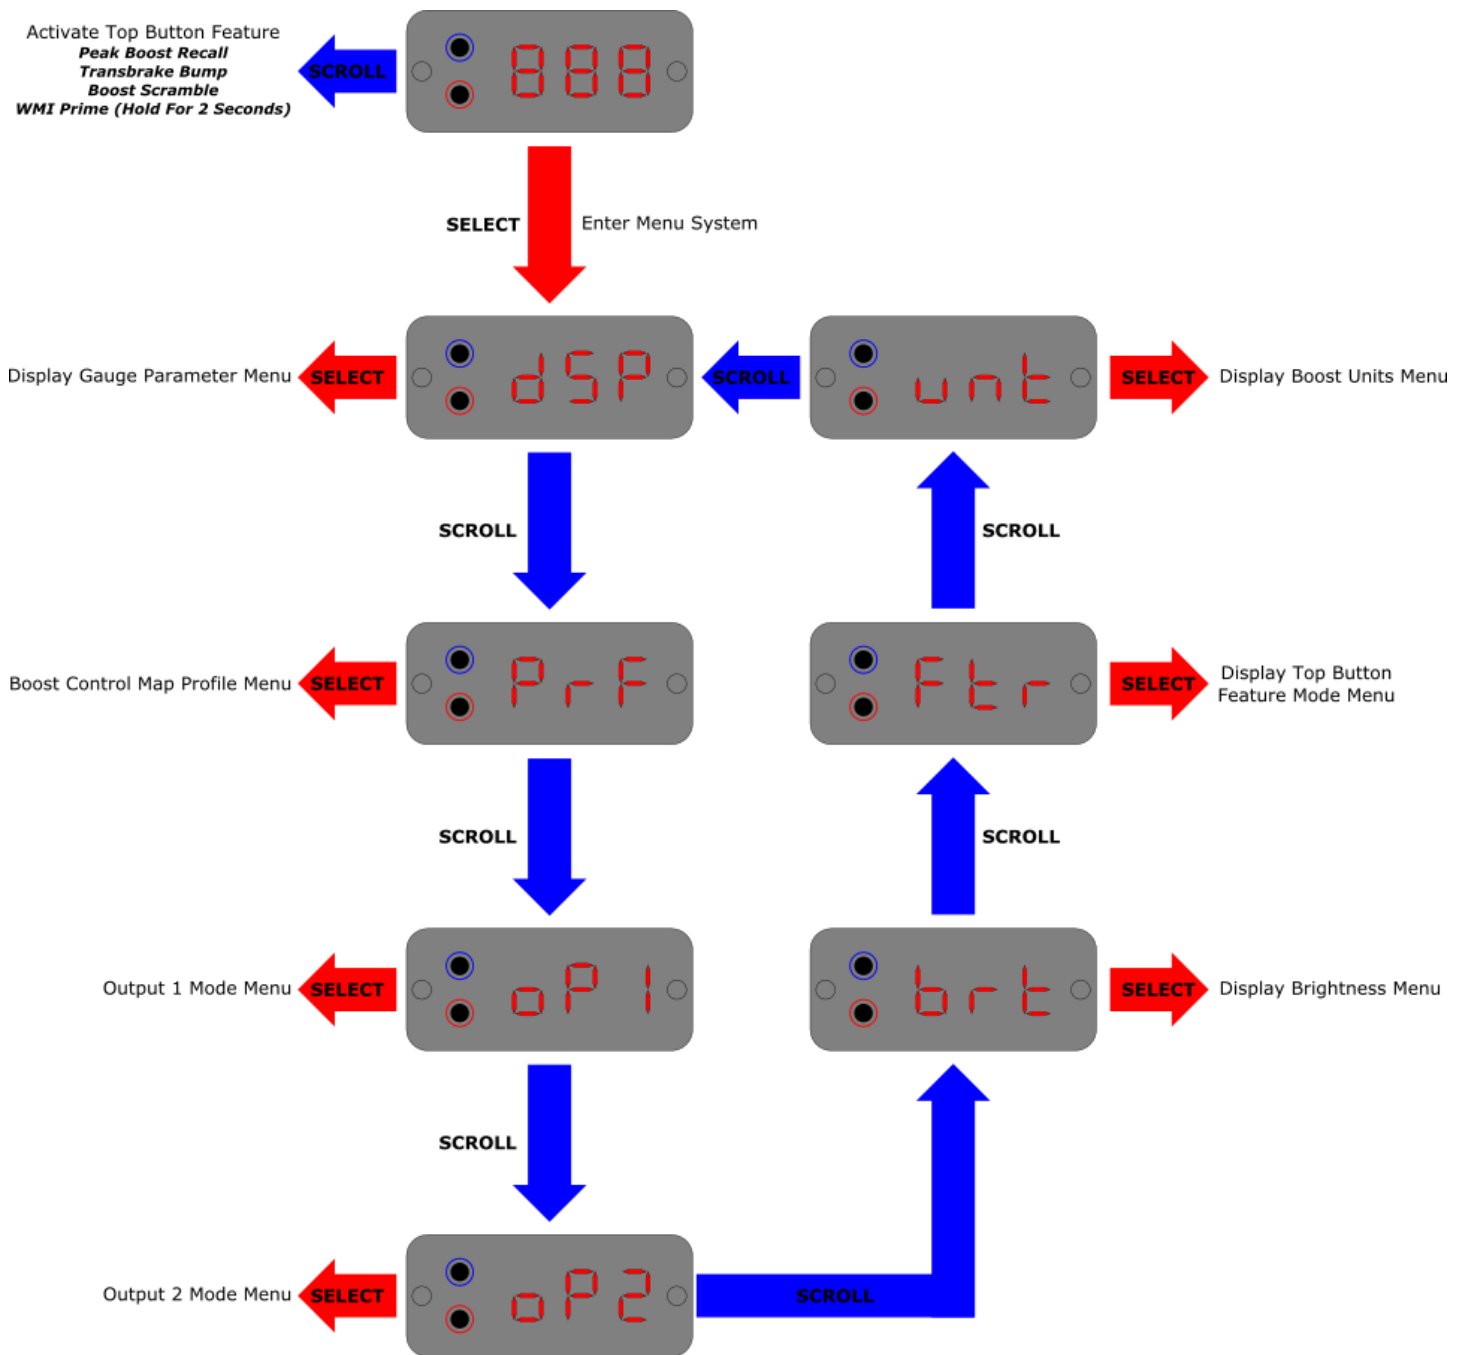 Activate Top Button Feature
Peak Boost Recall
Transbrake Bump
Boost Scramble
WMI Prime (Hold For 2 Seconds)
SCROLL
888
SELECT
Enter Menu System
Display Gauge Parameter Menu
SELECT
dSP
SCROLL
unt
SELECT
Display Boost Units Menu
SCROLL
SCROLL
Boost Control Map Profile Menu
SELECT
PrF
Ftr
SELECT
Display Top Button
Feature Mode Menu
SCROLL
SCROLL
Output 1 Mode Menu
SELECT
oP1
brt
SELECT
Display Brightness Menu
SCROLL
Output 2 Mode Menu
SELECT
oP2
SCROLL